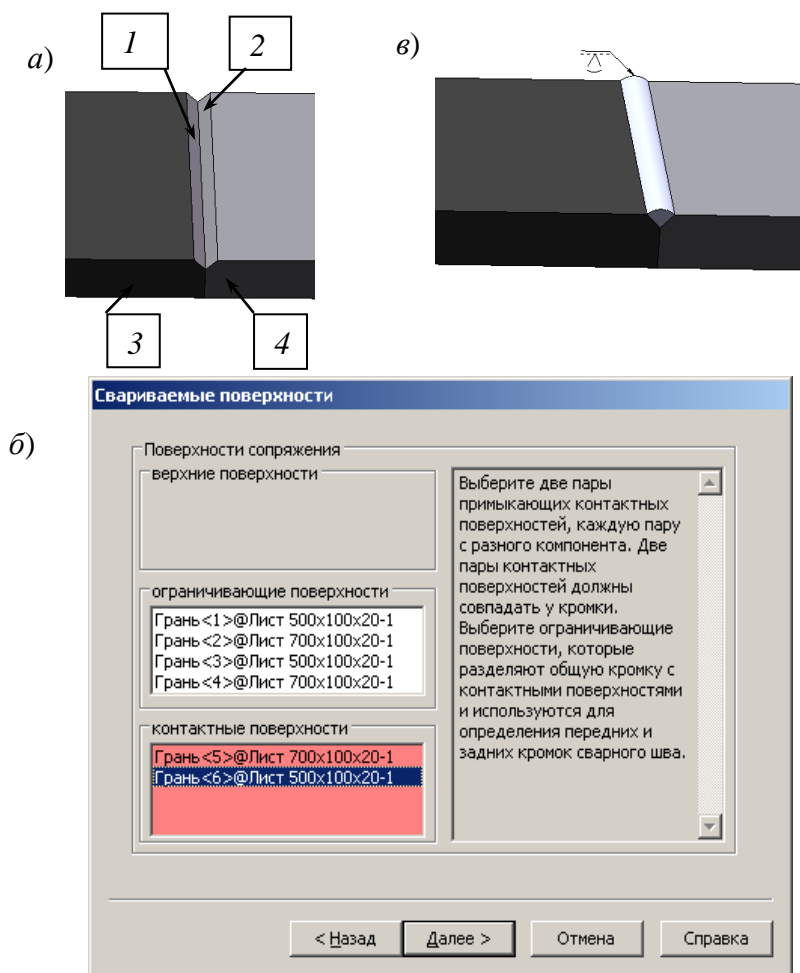 а)
1
2
в)
3
4
б)
Свариваемые поверхности
Поверхности сопряжения
верхние поверхности
ограничивающие поверхности
Грань<1>@Лист 500x100x20-1
Грань<2>@Лист 700x100x20-1
Грань<3>@Лист 500x100x20-1
Грань<4>@Лист 700x100x20-1
контактные поверхности
Грань<5>@Лист 700x100x20-1
Грань<6>@Лист 500x100x20-1
Выберите две пары
примыкающих контактных
поверхностей, каждую пару
с разного компонента. Две
пары контактных
поверхностей должны
совпадать у кромки.
Выберите ограничивающие
поверхности, которые
разделяют общую кромку с
контактными поверхностями
и используются для
определения передних и
задних кромок сварного шва.
< Назад
Далее >
Отмена
Справка